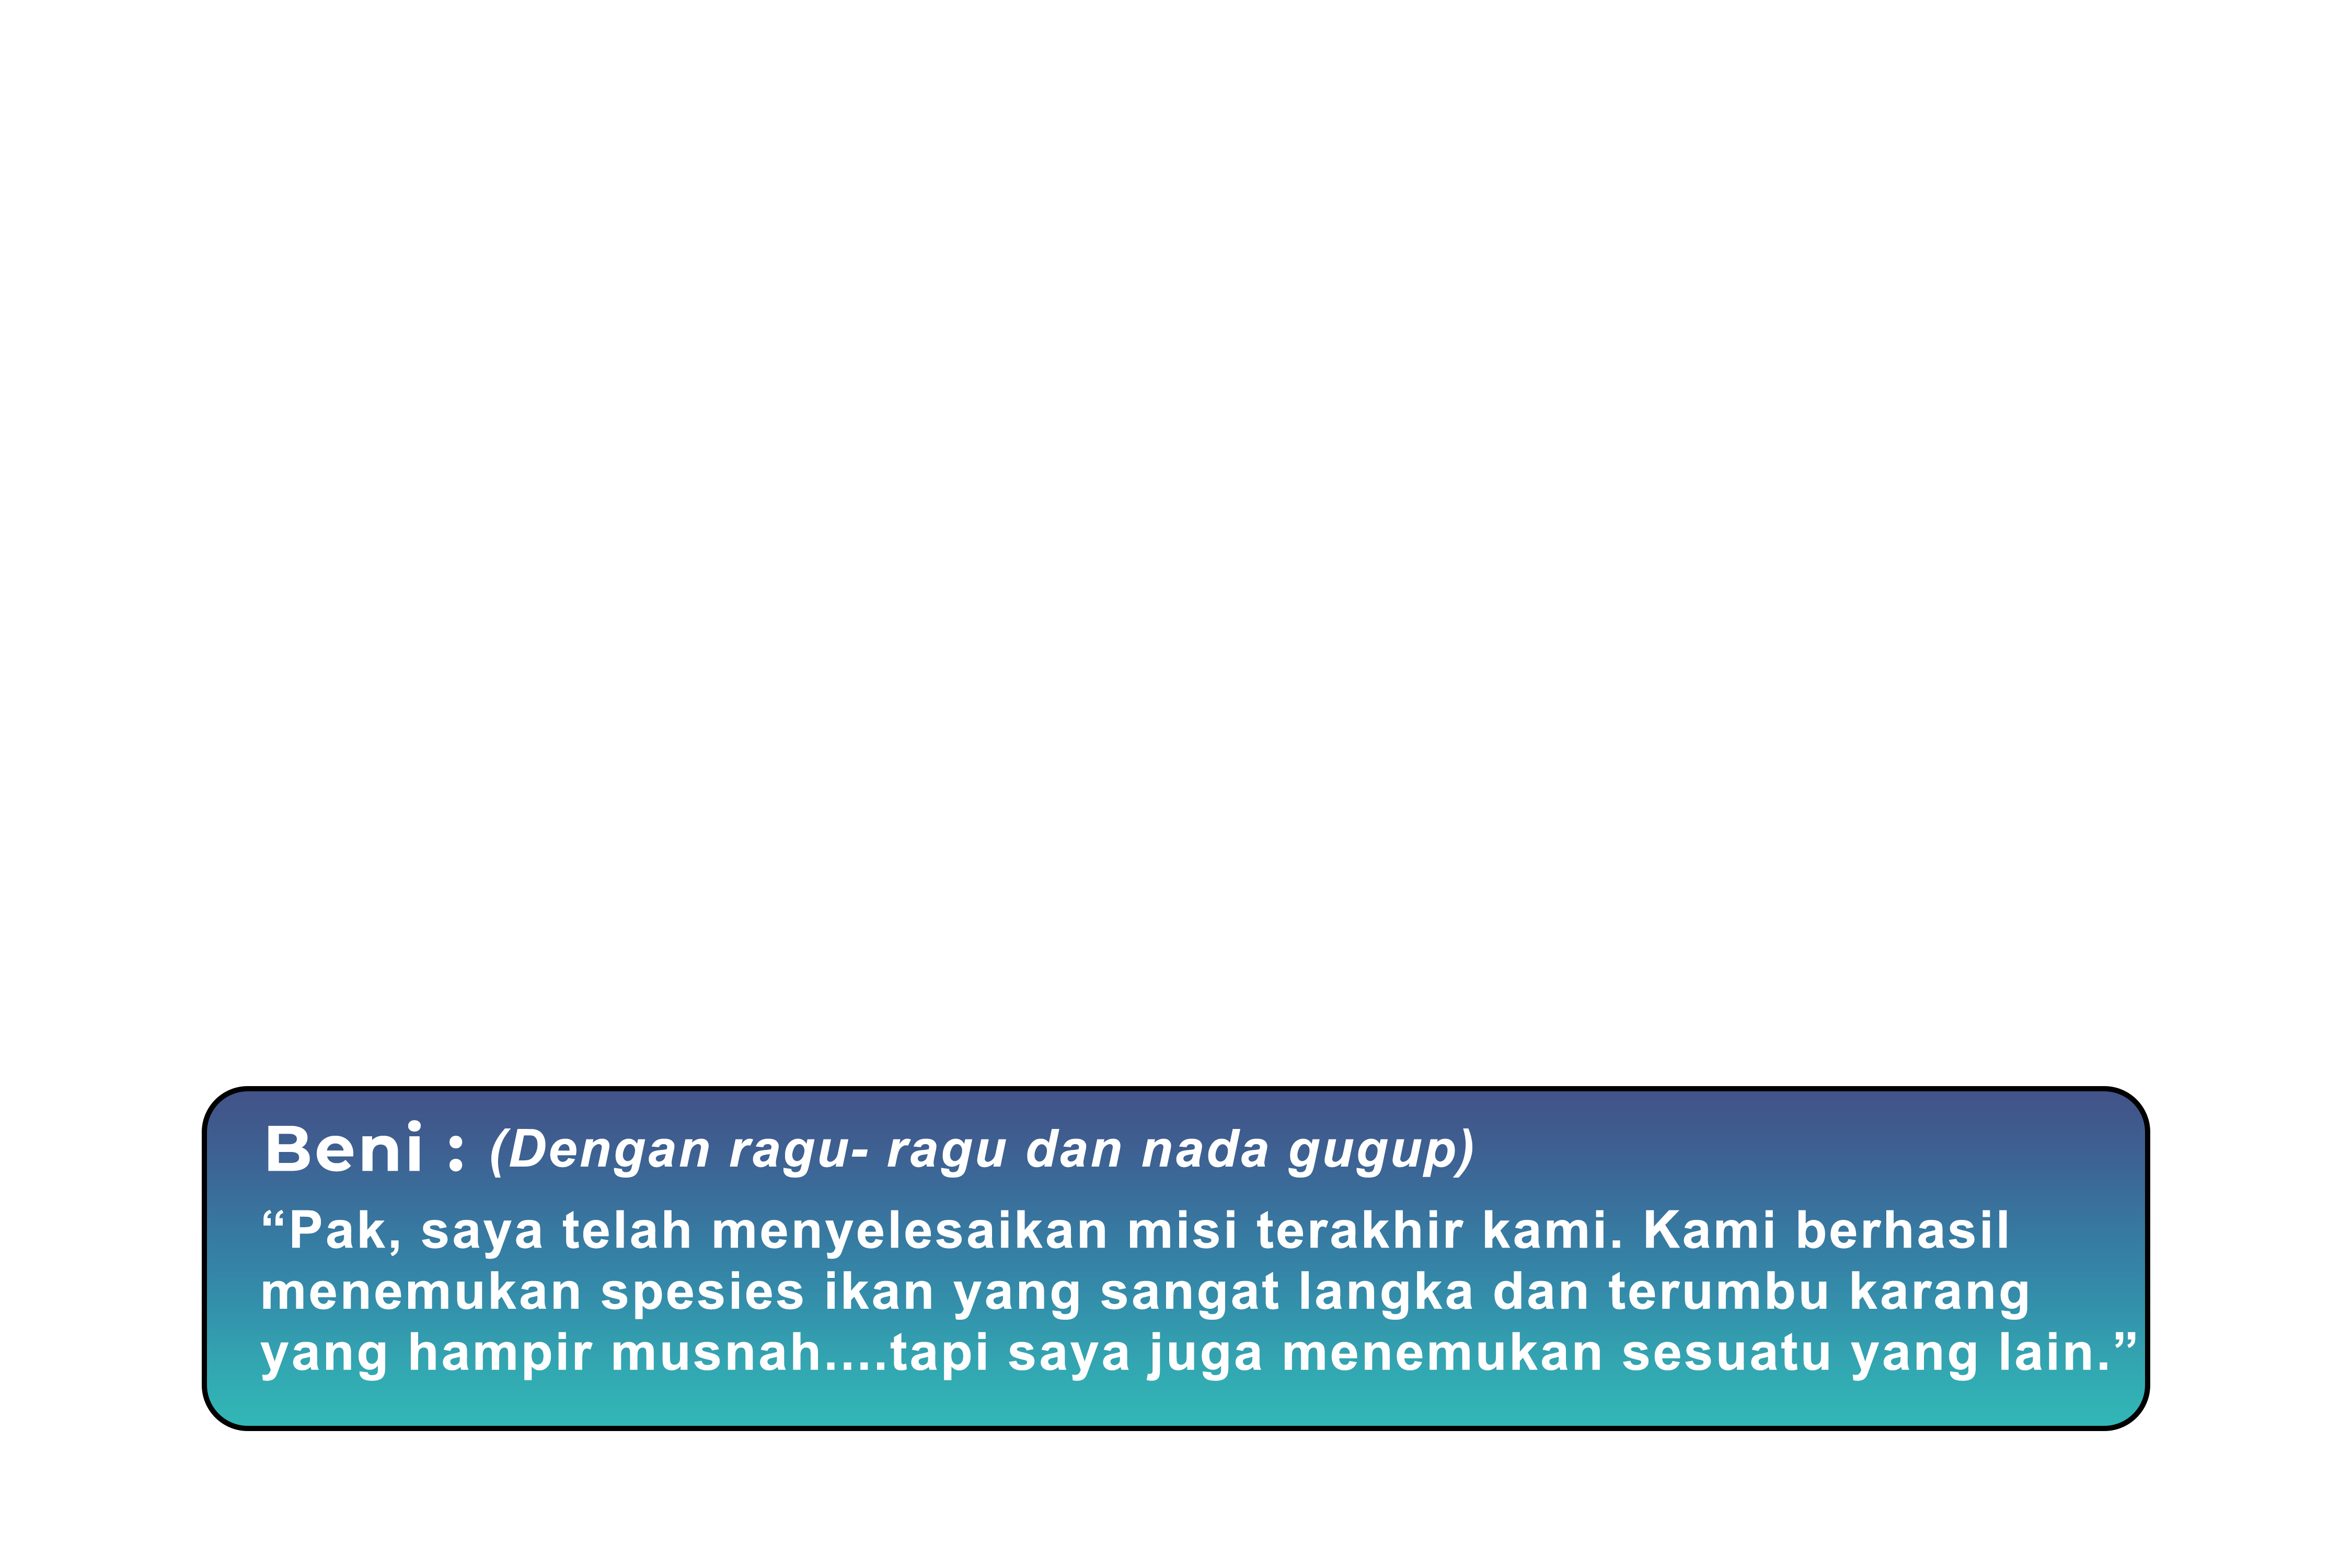 Beni : (Dengan ragu- ragu dan nada gugup)
“Pak, saya telah menyelesaikan misi terakhir kami. Kami berhasil
menemukan spesies ikan yang sangat langka dan terumbu karang
yang hampir musnah....tapi saya juga menemukan sesuatu yang lain.”